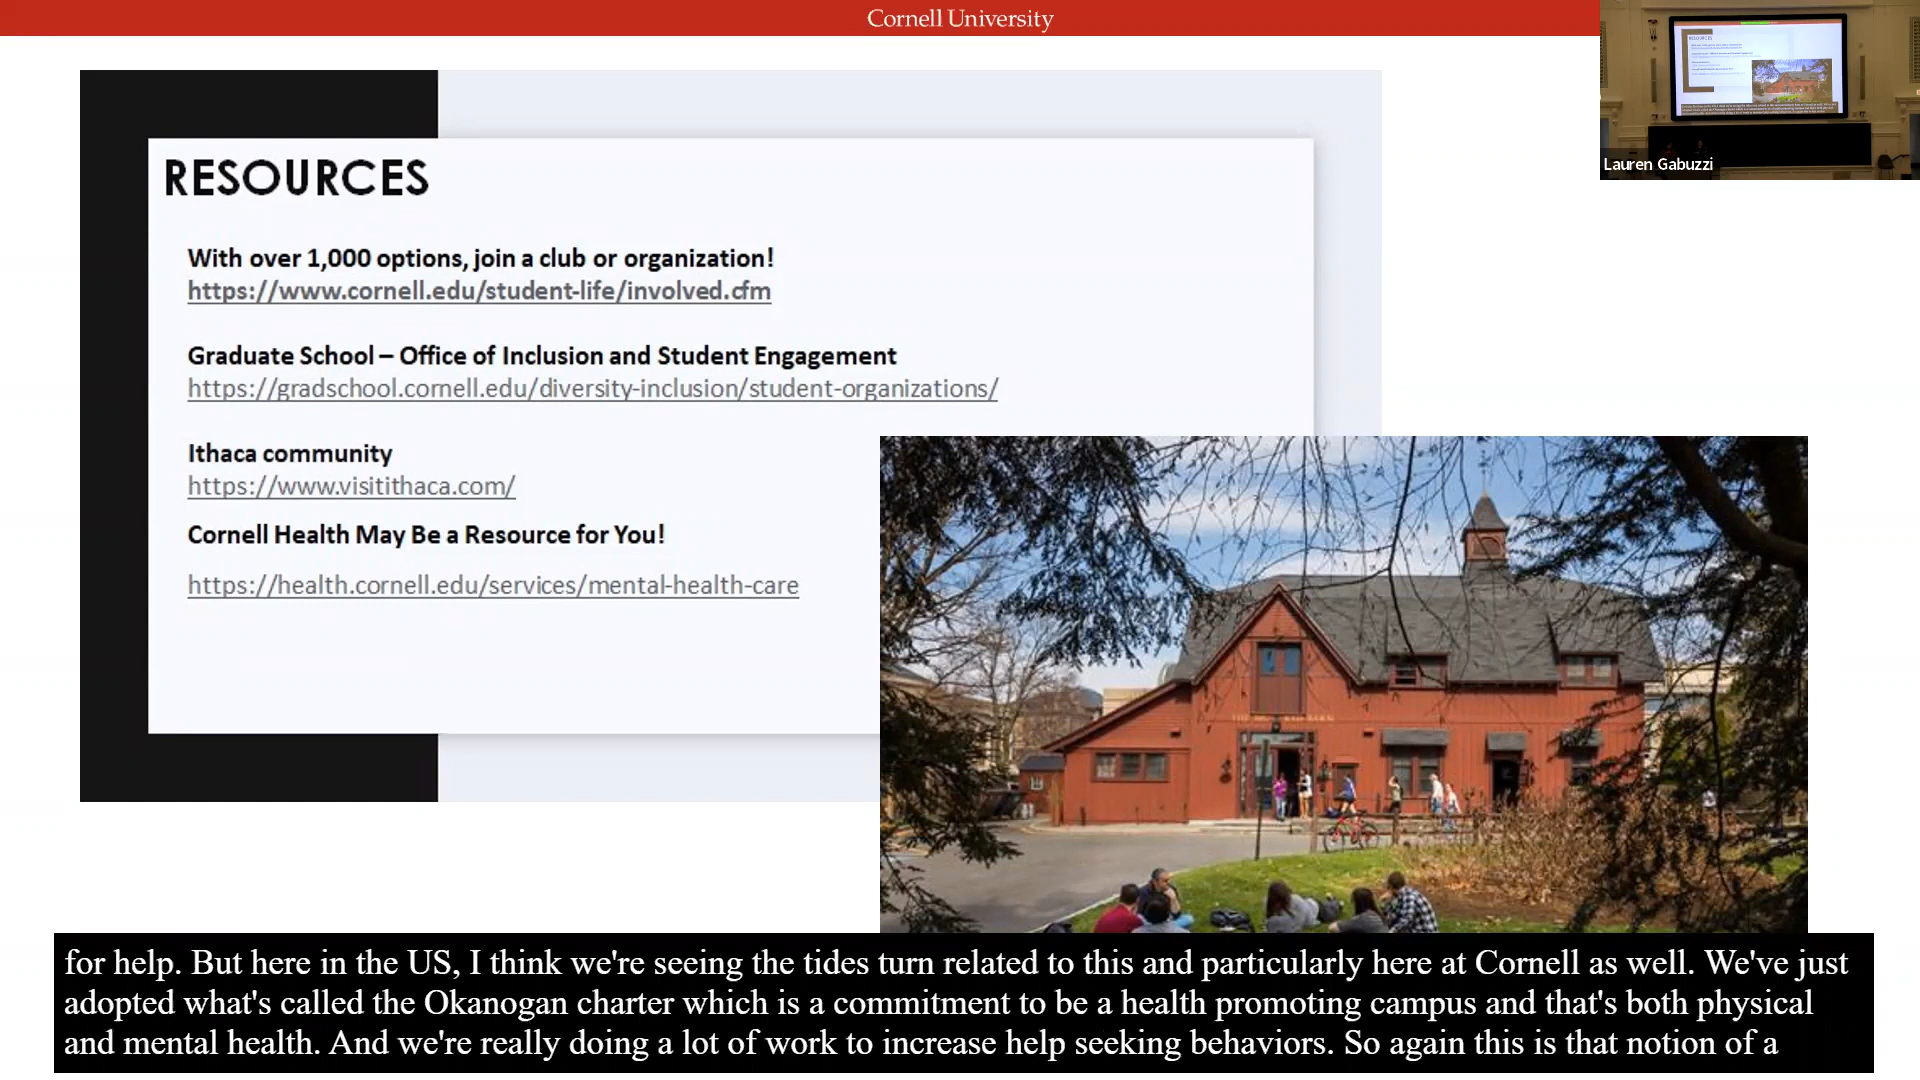 Cornell University
RESOURCES
With over 1,000 options, join a club or organization!
https://www.cornell.edu/student-life/involved.cfm
Graduate School – Office of Inclusion and Student Engagement
https://gradschool.cornell.edu/diversity-inclusion/student-organizations/
Ithaca community
https://www.visitithaca.com/
Cornell Health May Be a Resource for You!
https://health.cornell.edu/services/mental-health-care
RESOURCES
Lauren Gabuzzi
for help. But here in the US, I think we're seeing the tides turn related to this and particularly here at Cornell as well. We've just
adopted what's called the Okanogan charter which is a commitment to be a health promoting campus and that's both physical
and mental health. And we're really doing a lot of work to increase help seeking behaviors. So again this is that notion of a